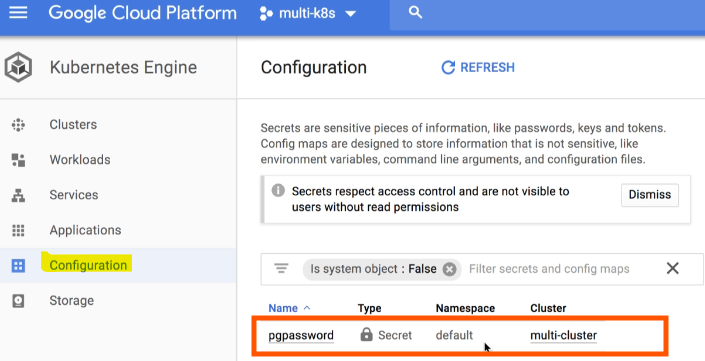 Google Cloud Platform multi-k8s
Kubernetes Engine
Configuration REFRESH
Clusters
Workloads
Services
Applications
Configuration
Storage
Secrets are sensitive pieces of information, like passwords, keys and tokens.
Config maps are designed to store information that is not sensitive, like
environment variables, command line arguments, and configuration files.
Secrets respect access control and are not visible to
users without read permissions
Dismiss
Is system object : False Filter secrets and config maps
Name Type Namespace Cluster
pgpassword Secret default multi-cluster